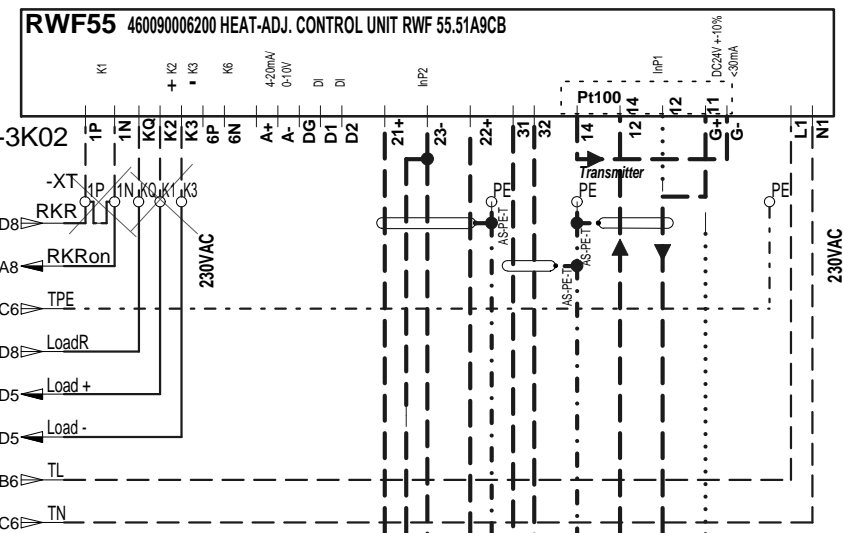 RWF55 460090006200 HEAT-ADJ. CONTROL UNIT RWF 55.51A9CB
K1
+ K2
- K3
K6
4-20mA/
0-10V
DI
DI
InP2
InP1
DC24V +-10%
<30mA
Pt100
-3K02
1P
1N
KQ
K2
K3
6P
6N
A+
A-
DG
D1
D2
21+
23-
22+
31
32
14
12
14
12
11
G+
G-
L1
N1
Transmitter
-XT
1P
1N
KQ
K1
K3
PE
PE
PE
D8 RKR
AS-PE-T
AS-PE-T
AS-PE-T
230VAC
230VAC
A8 RKRon
C6 TPE
D8 LoadR
D5 Load +
D5 Load -
B6 TL
C6 TN